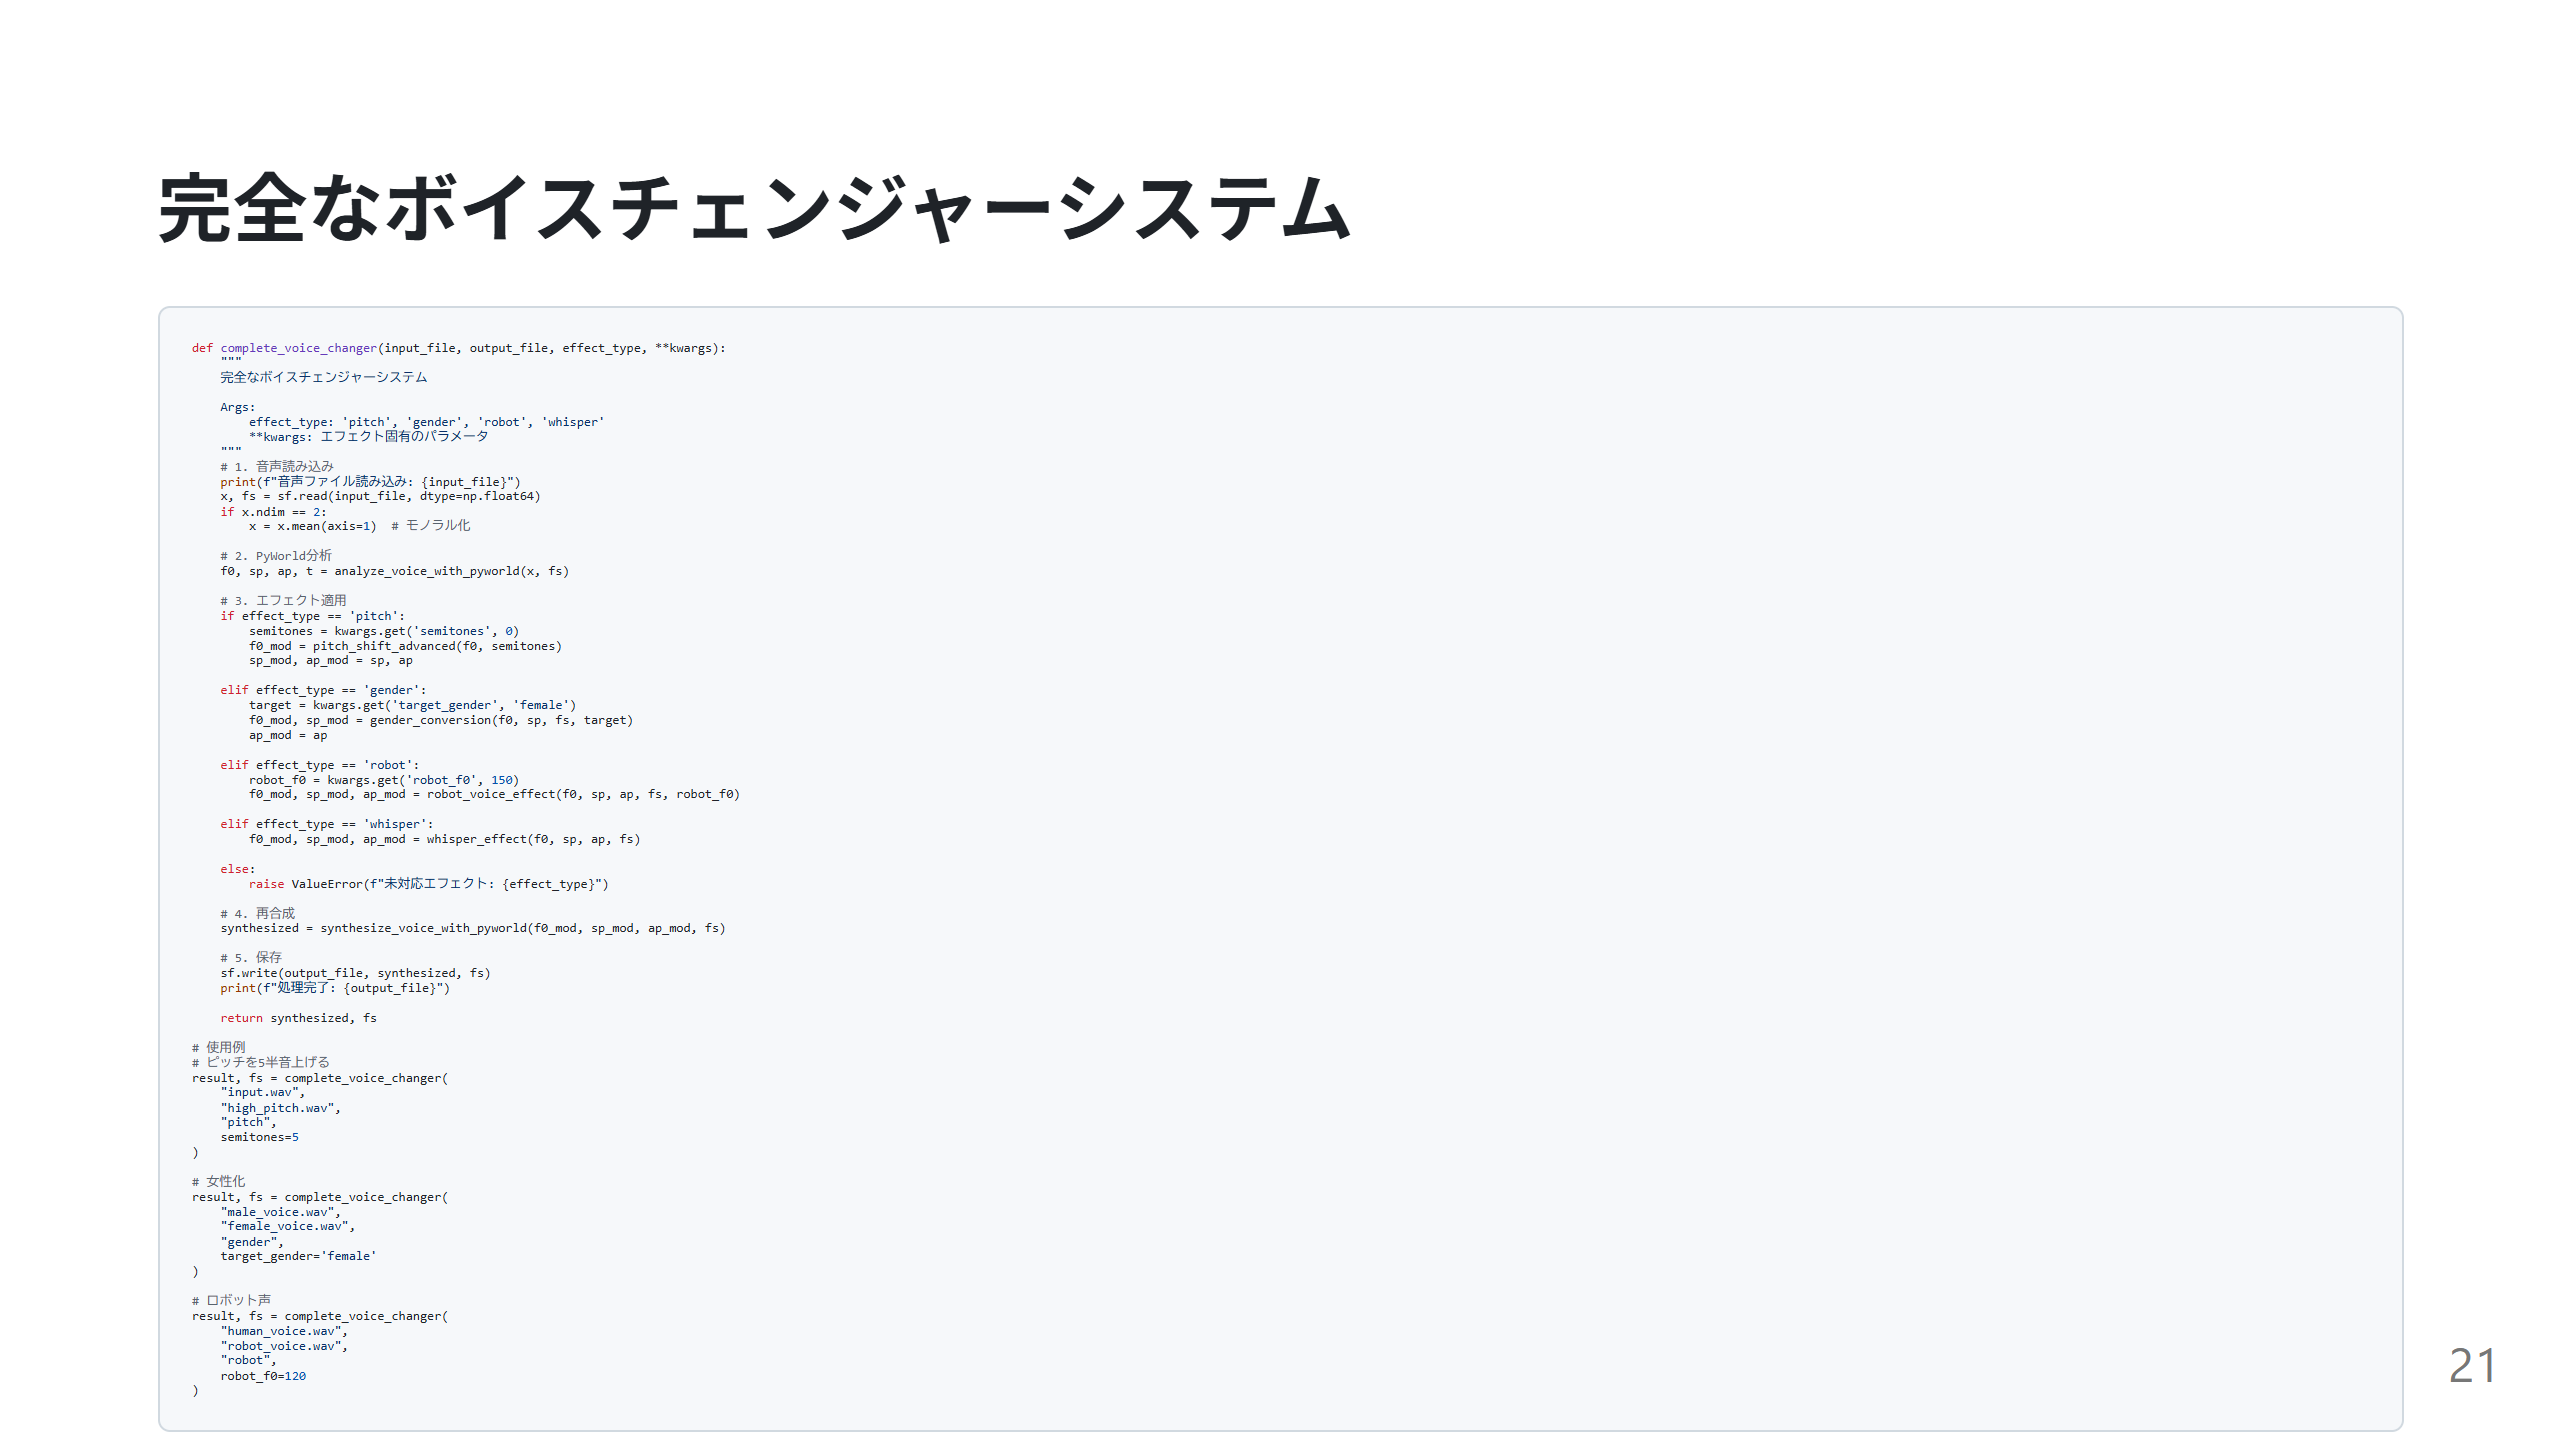 完全なボイスチェンジャーシステム
def complete_voice_changer(input_file, output_file, effect_type, **kwargs):
    """
    完全なボイスチェンジャーシステム

    Args:
        effect_type: 'pitch', 'gender', 'robot', 'whisper'
        **kwargs: エフェクト固有のパラメータ
    """
    # 1. 音声読み込み
    print(f"音声ファイル読み込み: {input_file}")
    x, fs = sf.read(input_file, dtype=np.float64)
    if x.ndim == 2:
        x = x.mean(axis=1)  # モノラル化

    # 2. PyWorld分析
    f0, sp, ap, t = analyze_voice_with_pyworld(x, fs)

    # 3. エフェクト適用
    if effect_type == 'pitch':
        semitones = kwargs.get('semitones', 0)
        f0_mod = pitch_shift_advanced(f0, semitones)
        sp_mod, ap_mod = sp, ap

    elif effect_type == 'gender':
        target = kwargs.get('target_gender', 'female')
        f0_mod, sp_mod = gender_conversion(f0, sp, fs, target)
        ap_mod = ap

    elif effect_type == 'robot':
        robot_f0 = kwargs.get('robot_f0', 150)
        f0_mod, sp_mod, ap_mod = robot_voice_effect(f0, sp, ap, fs, robot_f0)

    elif effect_type == 'whisper':
        f0_mod, sp_mod, ap_mod = whisper_effect(f0, sp, ap, fs)

    else:
        raise ValueError(f"未対応エフェクト: {effect_type}")

    # 4. 再合成
    synthesized = synthesize_voice_with_pyworld(f0_mod, sp_mod, ap_mod, fs)

    # 5. 保存
    sf.write(output_file, synthesized, fs)
    print(f"処理完了: {output_file}")

    return synthesized, fs

# 使用例
# ピッチを5半音上げる
result, fs = complete_voice_changer(
    "input.wav",
    "high_pitch.wav",
    "pitch",
    semitones=5
)

# 女性化
result, fs = complete_voice_changer(
    "male_voice.wav",
    "female_voice.wav",
    "gender",
    target_gender='female'
)

# ロボット声
result, fs = complete_voice_changer(
    "human_voice.wav",
    "robot_voice.wav",
    "robot",
    robot_f0=120
)
21